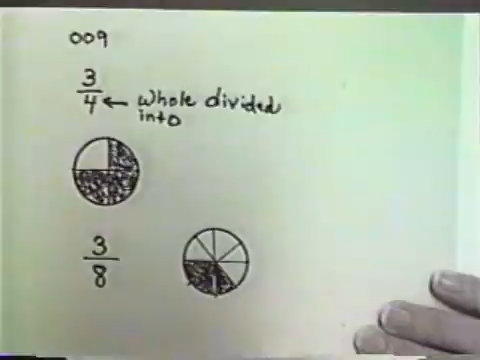 009
3
4 ← whole divided
into
3
8